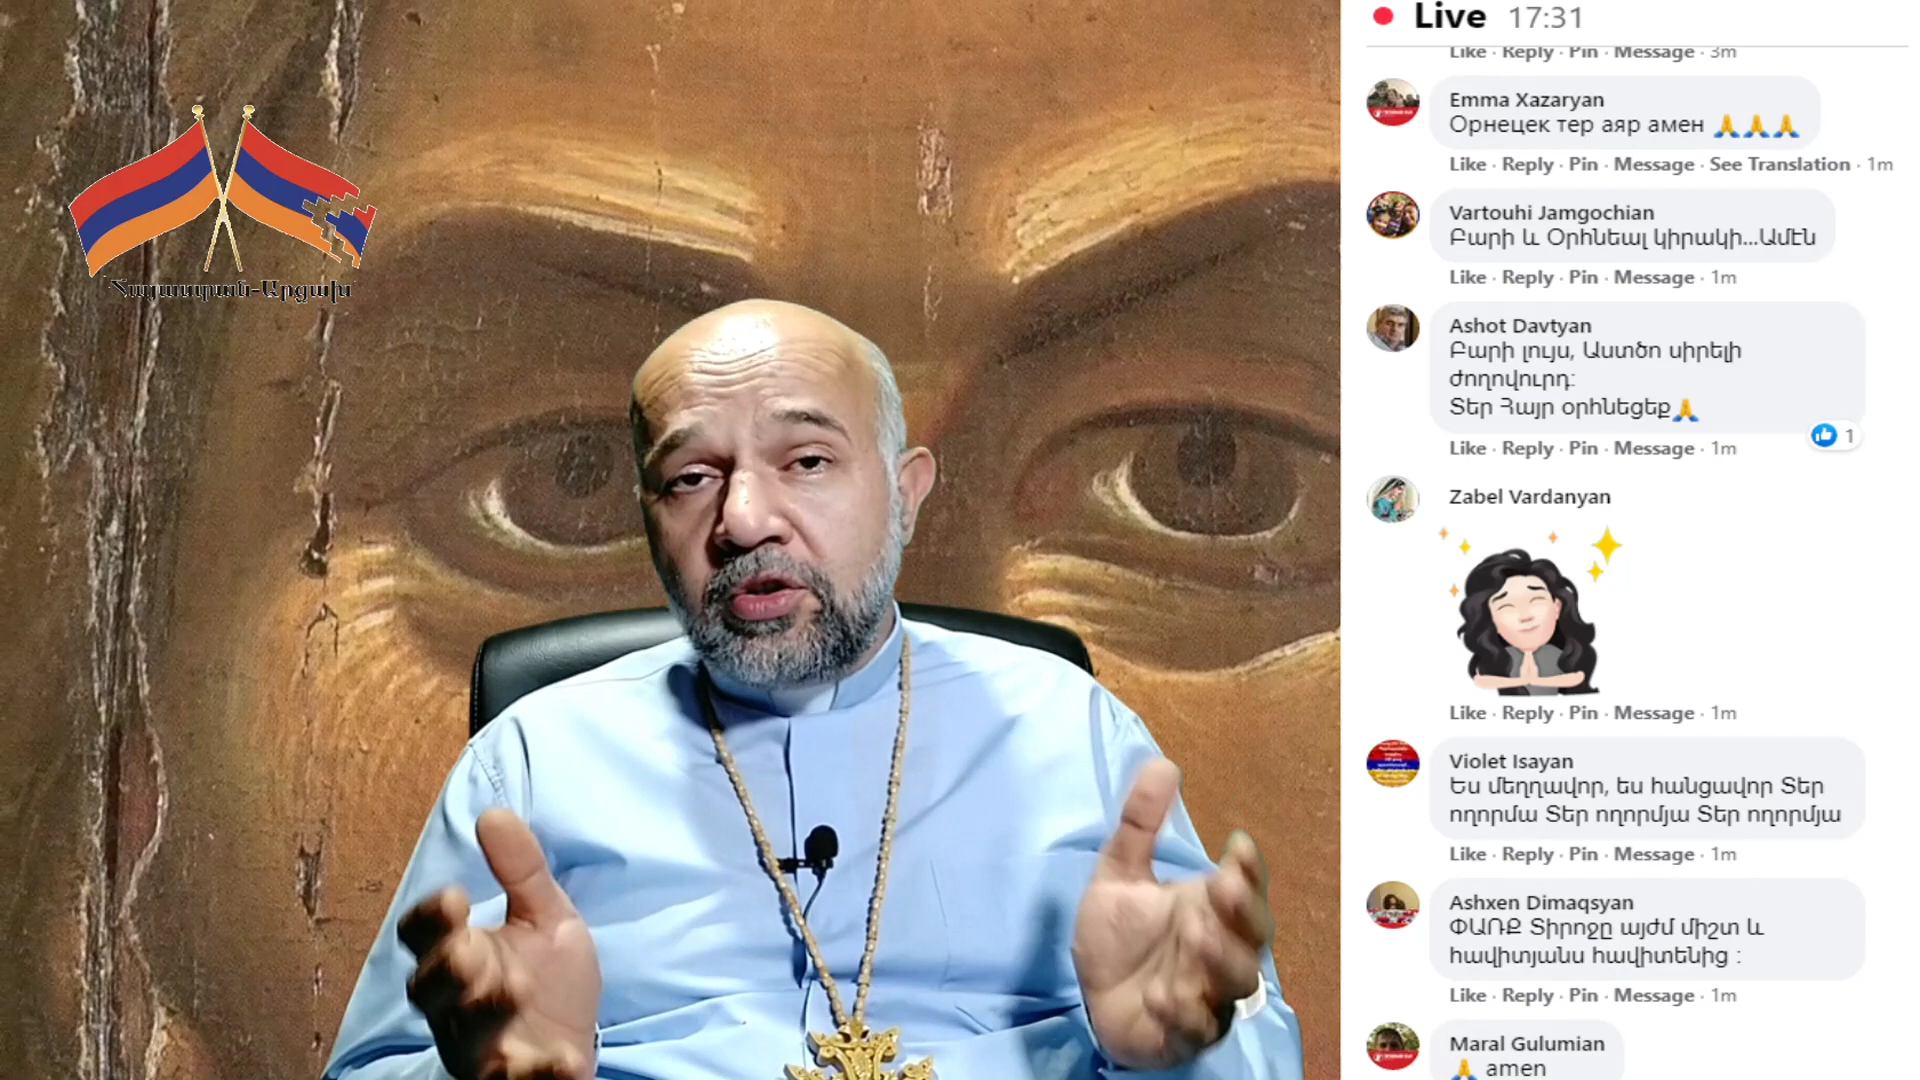 Հայաստան-Արցախ
Live 17:31
Like · Reply · Pin · Message · 3m
Emma Xazaryan
Орнецек тер аяр амен 🙏🙏🙏
Like · Reply · Pin · Message · See Translation · 1m
Vartouhi Jamgochian
Բարի և Օրհնեալ կիրակի...Ամէն
Like · Reply · Pin · Message · 1m
Ashot Davtyan
Բարի լույս, Աստծո սիրելի
ժողովուրդ:
Տեր Հայր օրհնեցեք🙏
1
Like · Reply · Pin · Message · 1m
Zabel Vardanyan
Like · Reply · Pin · Message · 1m
Violet Isayan
Ես մեղղավոր, ես հանցավոր Տեր
ողորմա Տեր ողորմյա Տեր ողորմյա
Like · Reply · Pin · Message · 1m
Ashxen Dimaqsyan
ՓԱՌՔ Տիրոջը այժմ միշտ և
հավիտյանս հավիտենից :
Like · Reply · Pin · Message · 1m
Maral Gulumian
🙏 amen